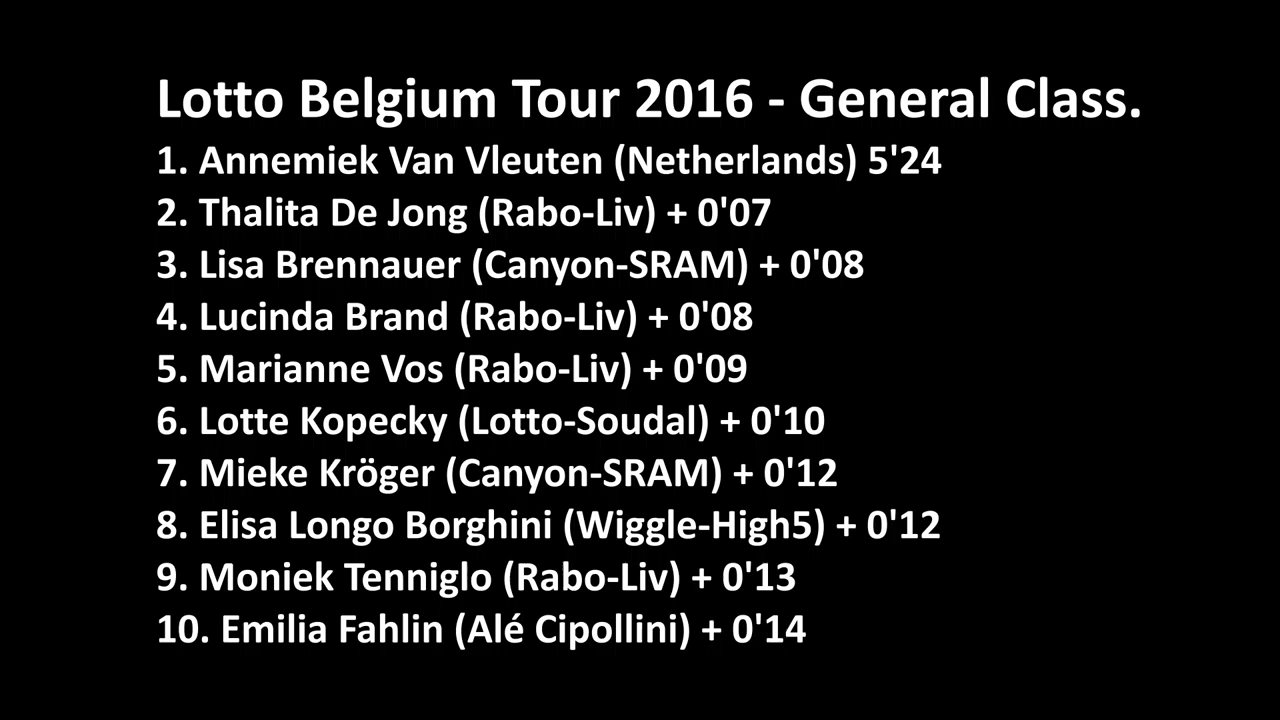 Lotto Belgium Tour 2016 - General Class.
1. Annemiek Van Vleuten (Netherlands) 5'24
2. Thalita De Jong (Rabo-Liv) + 0'07
3. Lisa Brennauer (Canyon-SRAM) + 0'08
4. Lucinda Brand (Rabo-Liv) + 0'08
5. Marianne Vos (Rabo-Liv) + 0'09
6. Lotte Kopecky (Lotto-Soudal) + 0'10
7. Mieke Kröger (Canyon-SRAM) + 0'12
8. Elisa Longo Borghini (Wiggle-High5) + 0'12
9. Moniek Tenniglo (Rabo-Liv) + 0'13
10. Emilia Fahlin (Alé Cipollini) + 0'14